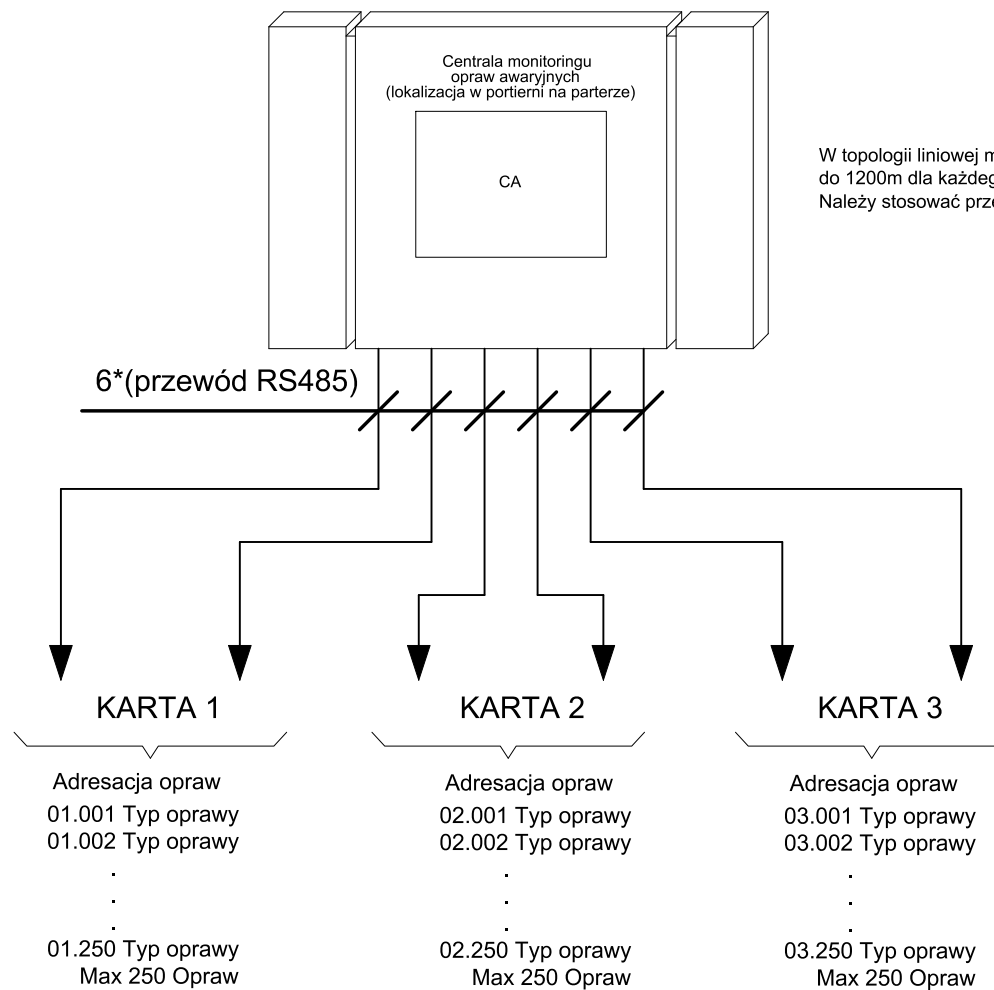 Centrala monitoringu
opraw awaryjnych
(lokalizacja w portierni na parterze)
CA
W topologii liniowej
do 1200m dla
Należy stosować
6*(przewód RS485)
KARTA 1
Adresacja opraw
01.001 Typ oprawy
01.002 Typ oprawy
.
.
.
01.250 Typ oprawy
Max 250 Opraw
KARTA 2
Adresacja opraw
02.001 Typ oprawy
02.002 Typ oprawy
.
.
.
02.250 Typ oprawy
Max 250 Opraw
KARTA 3
Adresacja opraw
03.001 Typ oprawy
03.002 Typ oprawy
.
.
.
03.250 Typ oprawy
Max 250 Opraw